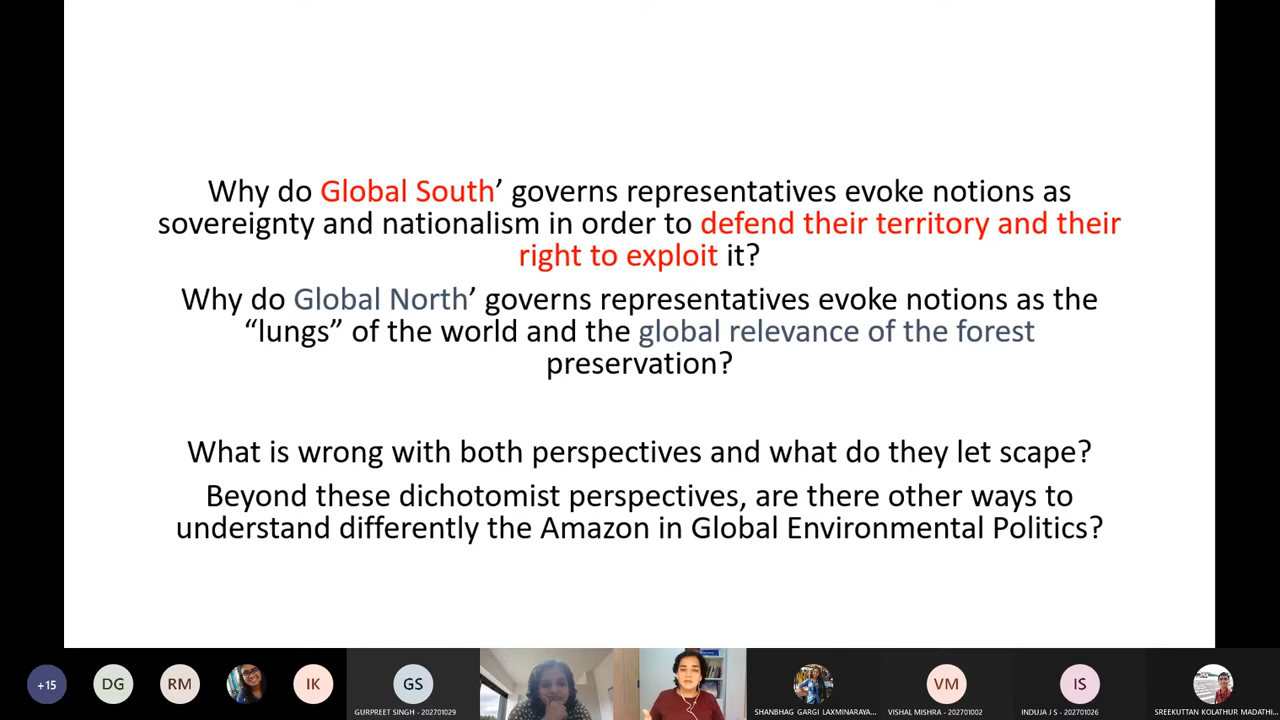 Why do Global South’ governs representatives evoke notions as
sovereignty and nationalism in order to defend their territory and their
right to exploit it?
Why do Global North’ governs representatives evoke notions as the
“lungs” of the world and the global relevance of the forest
preservation?
What is wrong with both perspectives and what do they let scape?
Beyond these dichotomist perspectives, are there other ways to
understand differently the Amazon in Global Environmental Politics?
+15
DG
RM
IK
GS
VM
IS
GURPREET SINGH - 202701029
SHANBHAG GARGI LAXMINARAYA...
VISHAL MISHRA - 202701002
INDUJA J S - 202701026
SREEKUTTAN KOLATHUR MADATHI...